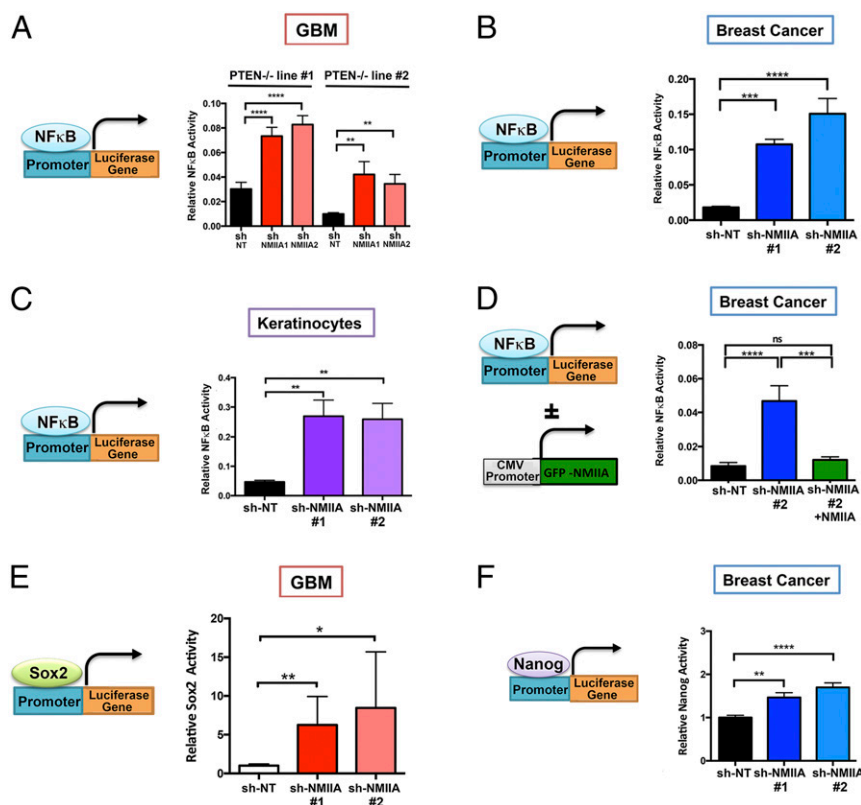 A
GBM
PTEN-/- line #1 PTEN-/- line #2
NFκB
Promoter
Luciferase
Gene
Relative NFκB Activity
0.10
0.08
0.06
0.04
0.02
0.00
****
****
**
**
sh
NT
sh
NMIIA1
sh
NMIIA2
sh
NT
sh
NMIIA1
sh
NMIIA2
B
Breast Cancer
NFκB
Promoter
Luciferase
Gene
Relative NFκB Activity
0.20
0.15
0.10
0.05
0.00
****
***
sh-NT
sh-NMIIA
#1
sh-NMIIA
#2
C
Keratinocytes
NFκB
Promoter
Luciferase
Gene
Relative NFκB Activity
0.4
0.3
0.2
0.1
0.0
**
**
sh-NT
sh-NMIIA
#1
sh-NMIIA
#2
D
Breast Cancer
NFκB
Promoter
Luciferase
Gene
±
CMV
Promoter
GFP -NMIIA
Relative NFκB Activity
0.08
0.06
0.04
0.02
0.00
ns
****
***
sh-NT
sh-NMIIA
#2
sh-NMIIA
#2
+NMIIA
E
GBM
Sox2
Promoter
Luciferase
Gene
Relative Sox2 Activity
20
15
10
5
0
*
**
sh-NT
sh-NMIIA
#1
sh-NMIIA
#2
F
Breast Cancer
Nanog
Promoter
Luciferase
Gene
Relative Nanog Activity
3
2
1
0
****
**
sh-NT
sh-NMIIA
#1
sh-NMIIA
#2